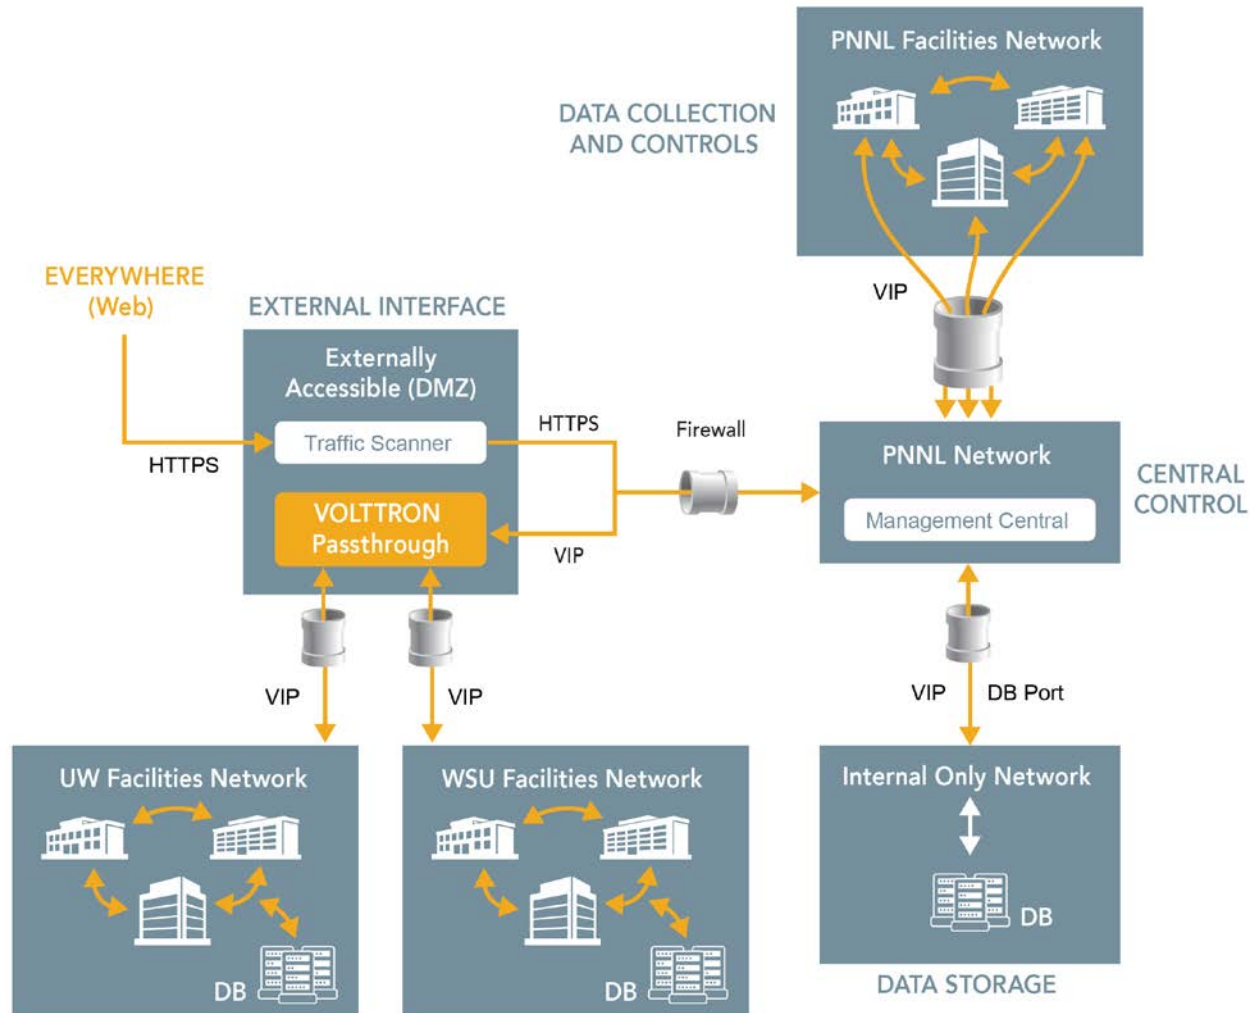 PNNL Facilities Network
DATA COLLECTION
AND CONTROLS
VIP
EVERYWHERE
(Web)
HTTPS
EXTERNAL INTERFACE
Externally
Accessible (DMZ)
Traffic Scanner
VOLTTRON
Passthrough
HTTPS
VIP
Firewall
PNNL Network
Management Central
CENTRAL
CONTROL
VIP
VIP
VIP
DB Port
UW Facilities Network
DB
WSU Facilities Network
DB
Internal Only Network
DB
DATA STORAGE